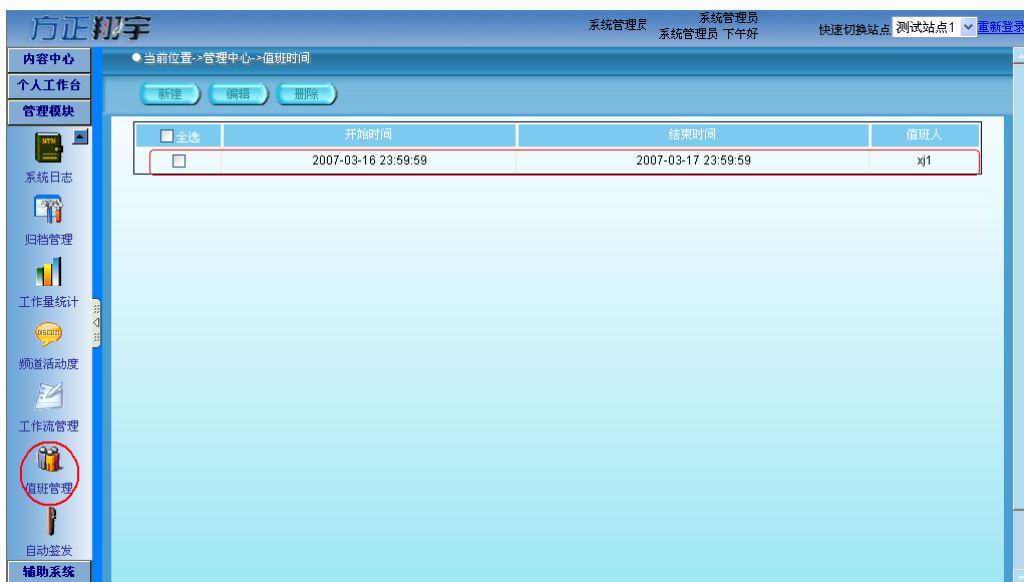 方正翔宇
系统管理员
系统管理员
系统管理员 下午好
快速切换站点 测试站点1 重新登录
内容中心
个人工作台
管理模块
当前位置->管理中心->值班时间
新建 编辑 删除
全选 开始时间 结束时间 值班人
2007-03-16 23:59:59 2007-03-17 23:59:59 xj1
SYN
系统日志
归档管理
工作量统计
DISCUZ!
频道活动度
工作流管理
值班管理
自动签发
辅助系统